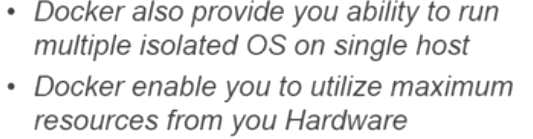 • Docker also provide you ability to run
multiple isolated OS on single host
• Docker enable you to utilize maximum
resources from you Hardware